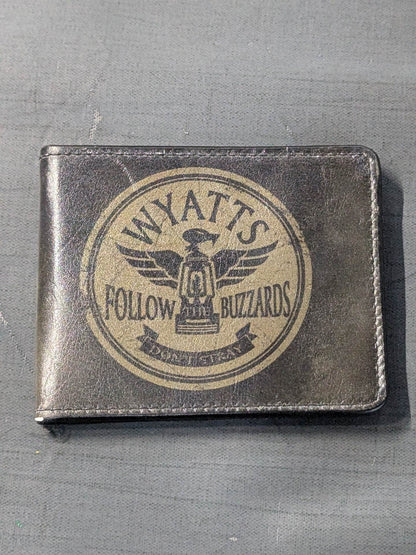 WYATTS
FOLLOW THE BUZZARDS
DON'T STRAY